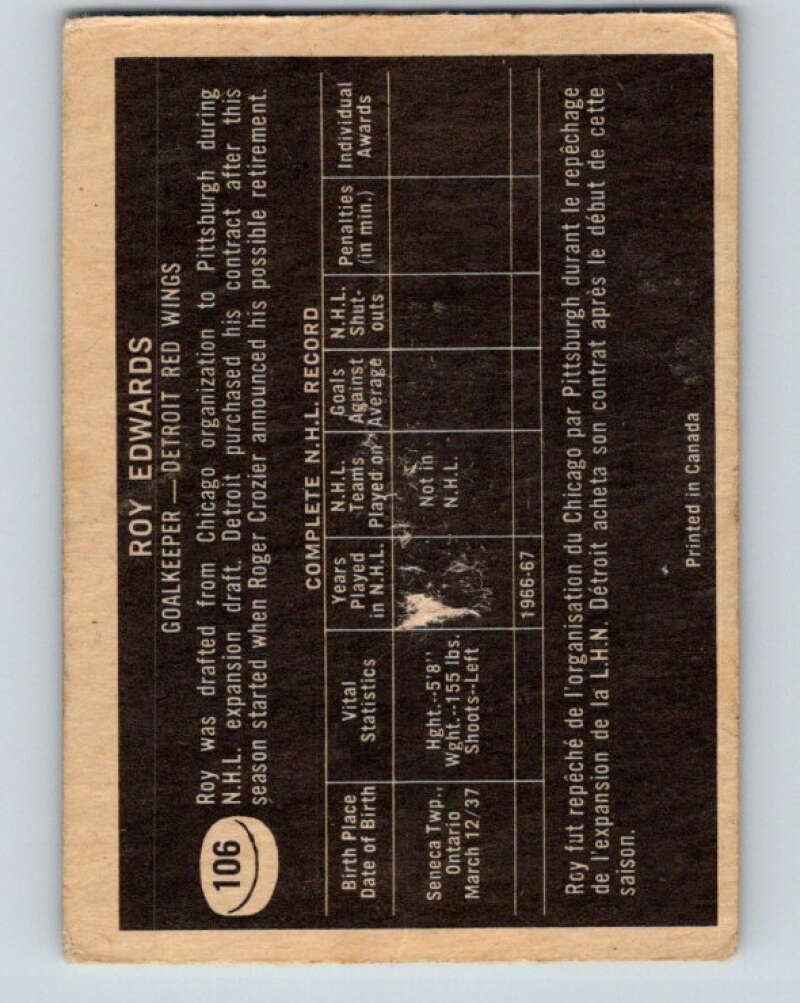 ROY EDWARDS
GOALKEEPER — DETROIT RED WINGS
106
Roy was drafted from Chicago organization to Pittsburgh during
N.H.L. expansion draft. Detroit purchased his contract after this
season started when Roger Crozier announced his possible retirement.
COMPLETE N.H.L. RECORD
Birth Place
Date of Birth
Vital
Statistics
Years
Played
in N.H.L.
N.H.L.
Teams
Played on
Goals
Against
Average
N.H.L.
Shut-
outs
Penalties
(in min.)
Individual
Awards
Seneca Twp.,
Ontario
March 12/37
Hght.--5'8"
Wght.--155 lbs.
Shoots--Left
Not in
N.H.L.
1966-67
Roy fut repêché de l'organisation du Chicago par Pittsburgh durant le repêchage
de l'expansion de la L.H.N. Détroit acheta son contrat après le début de cette
saison.
Printed in Canada